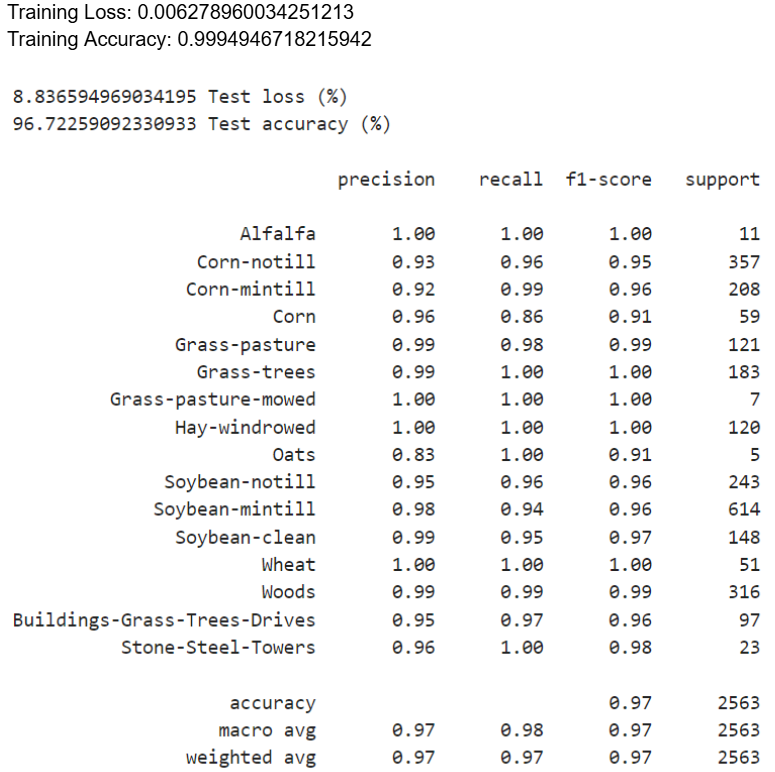 Training Loss: 0.006278960034251213
Training Accuracy: 0.9994946718215942
8.836594969034195 Test loss (%)
96.72259092330933 Test accuracy (%)
precision recall f1-score support
Alfalfa 1.00 1.00 1.00 11
Corn-notill 0.93 0.96 0.95 357
Corn-mintill 0.92 0.99 0.96 208
Corn 0.96 0.86 0.91 59
Grass-pasture 0.99 0.98 0.99 121
Grass-trees 0.99 1.00 1.00 183
Grass-pasture-mowed 1.00 1.00 1.00 7
Hay-windrowed 1.00 1.00 1.00 120
Oats 0.83 1.00 0.91 5
Soybean-notill 0.95 0.96 0.96 243
Soybean-mintill 0.98 0.94 0.96 614
Soybean-clean 0.99 0.95 0.97 148
Wheat 1.00 1.00 1.00 51
Woods 0.99 0.99 0.99 316
Buildings-Grass-Trees-Drives 0.95 0.97 0.96 97
Stone-Steel-Towers 0.96 1.00 0.98 23
accuracy 0.97 2563
macro avg 0.97 0.98 0.97 2563
weighted avg 0.97 0.97 0.97 2563